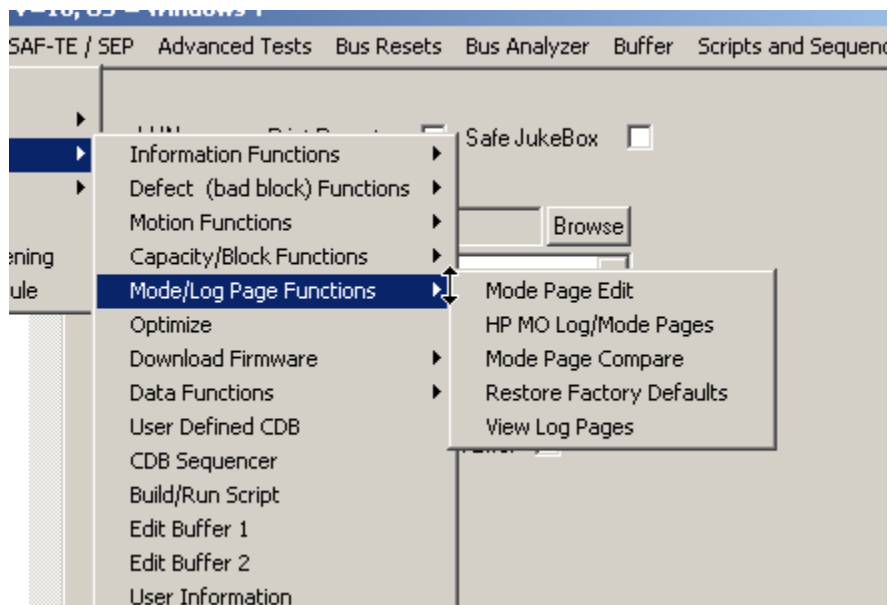 SAF-TE / SEP Advanced Tests Bus Resets Bus Analyzer Buffer Scripts and Sequenc
Safe JukeBox
Browse
ening
ule
Information Functions
Defect (bad block) Functions
Motion Functions
Capacity/Block Functions
Mode/Log Page Functions
Optimize
Download Firmware
Data Functions
User Defined CDB
CDB Sequencer
Build/Run Script
Edit Buffer 1
Edit Buffer 2
User Information
Mode Page Edit
HP MO Log/Mode Pages
Mode Page Compare
Restore Factory Defaults
View Log Pages